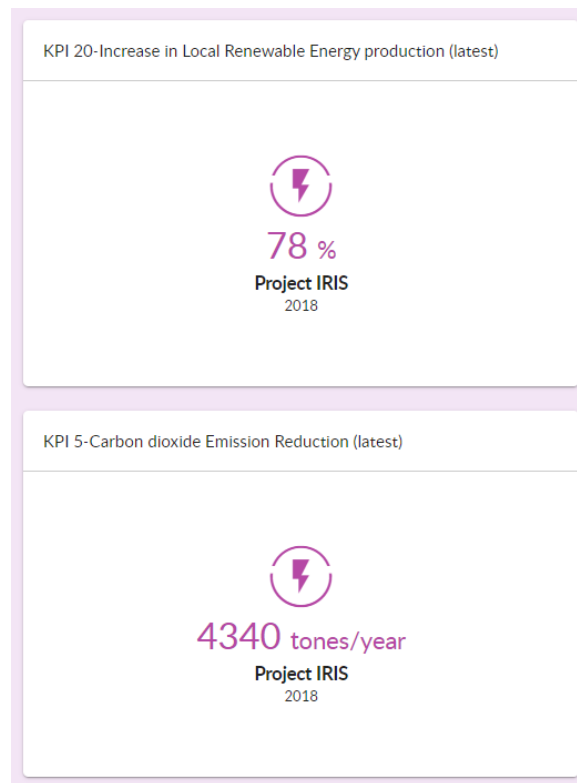 KPI 20-Increase in Local Renewable Energy production (latest)
78 %
Project IRIS
2018
KPI 5-Carbon dioxide Emission Reduction (latest)
4340 tones/year
Project IRIS
2018